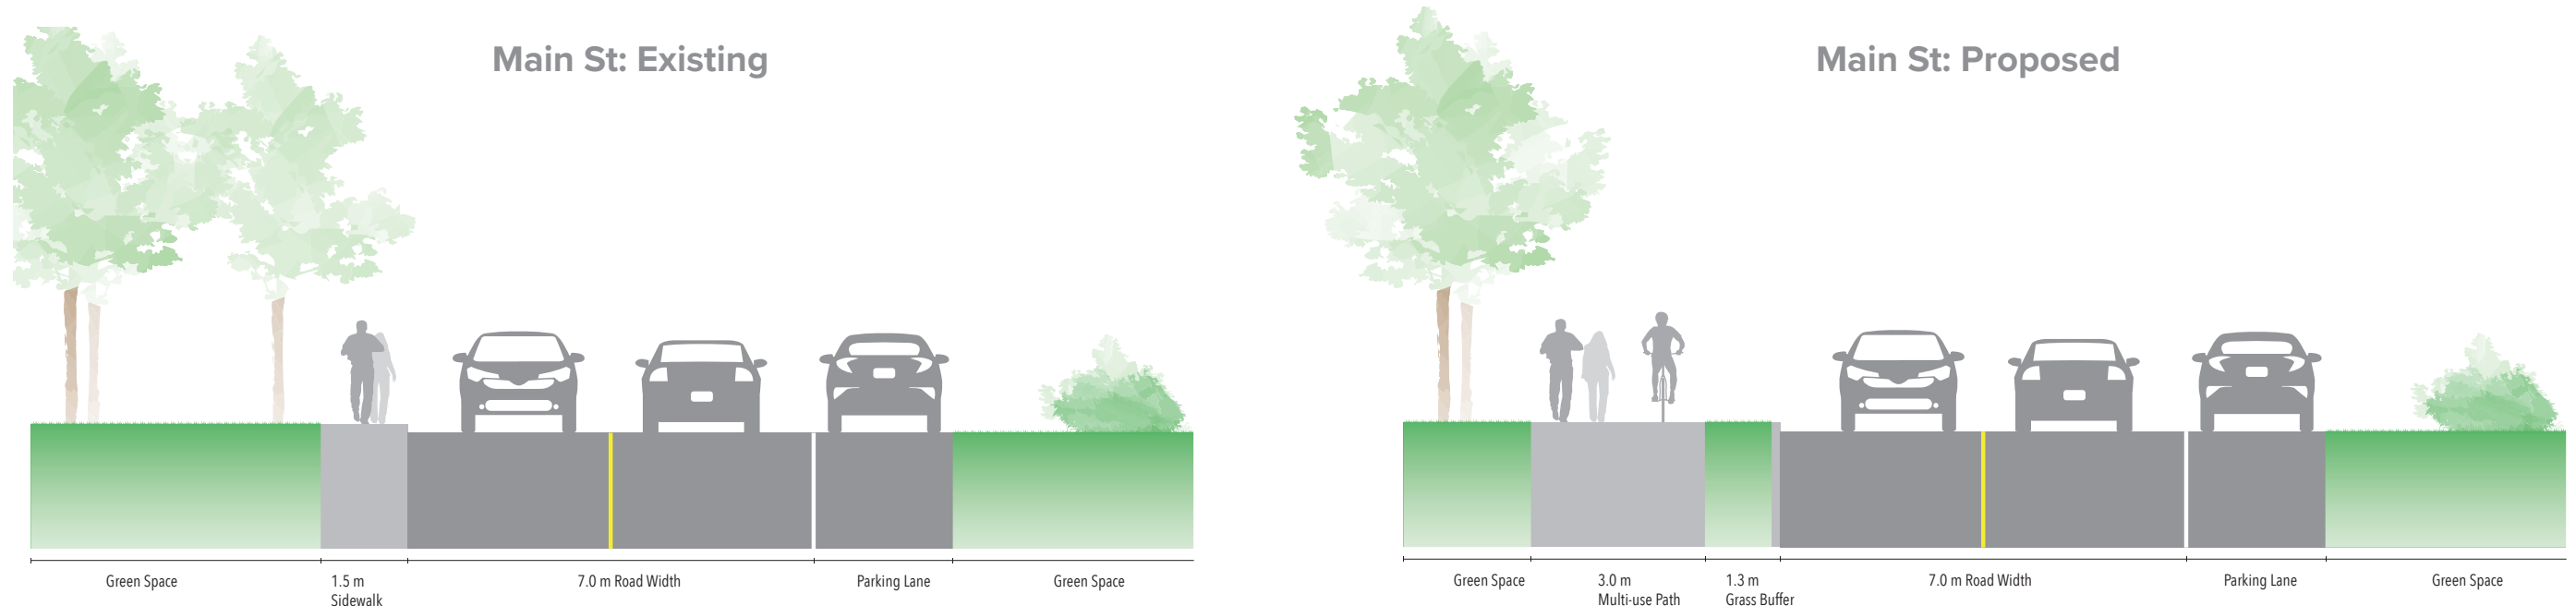 Main St: Existing
Green Space
1.5 m
Sidewalk
7.0 m Road Width
Parking Lane
Green Space
Main St: Proposed
Green Space
3.0 m
Multi-use Path
1.3 m
Grass Buffer
7.0 m Road Width
Parking Lane
Green Space